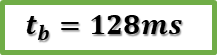 t_b = 128ms